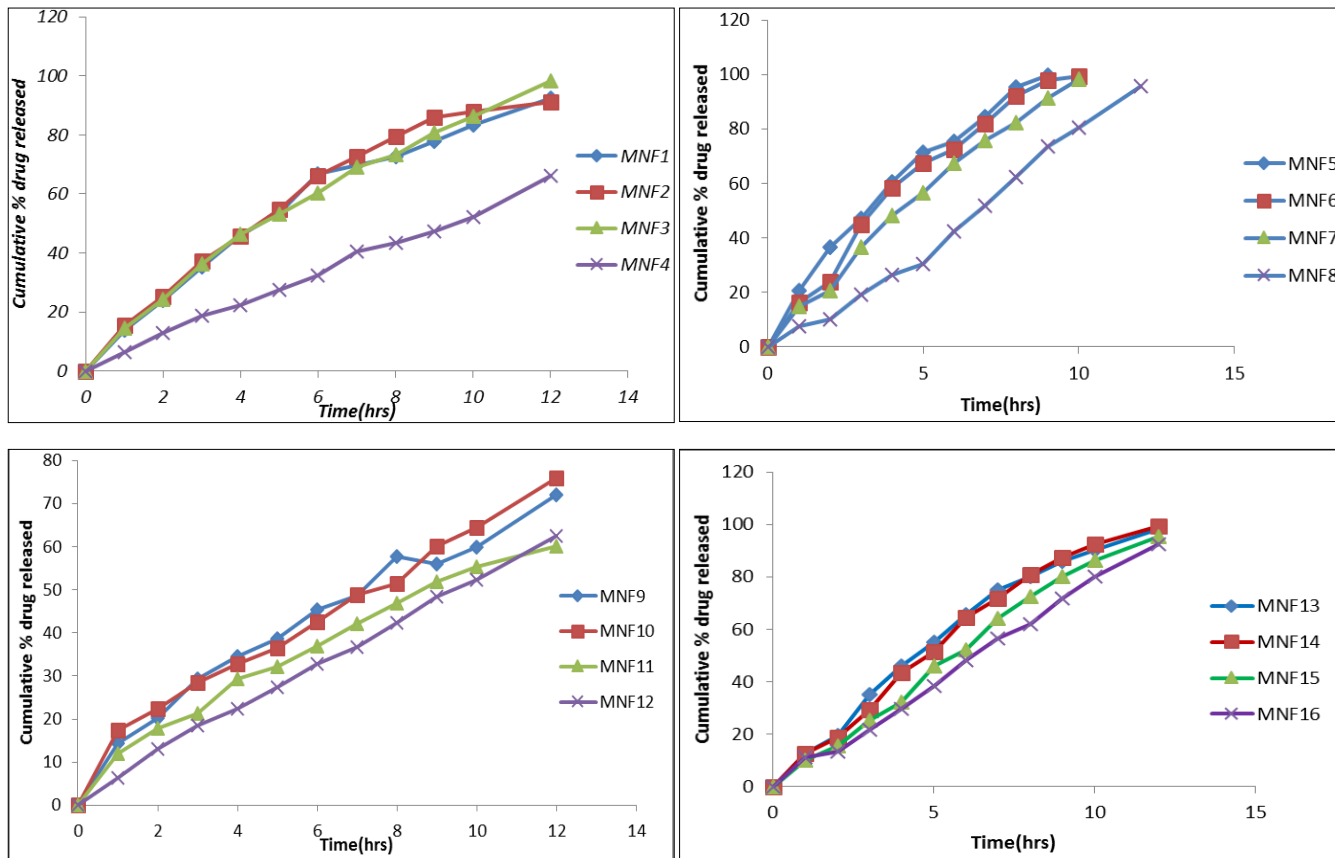 120
100
80
60
40
20
0
Cumulative % drug released
0 2 4 6 8 10 12 14
Time(hrs)
MNF1
MNF2
MNF3
MNF4
120
100
80
60
40
20
0
Cumulative % drug released
0 5 10 15
Time(hrs)
MNF5
MNF6
MNF7
MNF8
80
70
60
50
40
30
20
10
0
Cumulative % drug released
0 2 4 6 8 10 12 14
Time(hrs)
MNF9
MNF10
MNF11
MNF12
120
100
80
60
40
20
0
Cumulative % drug released
0 5 10 15
Time(hrs)
MNF13
MNF14
MNF15
MNF16